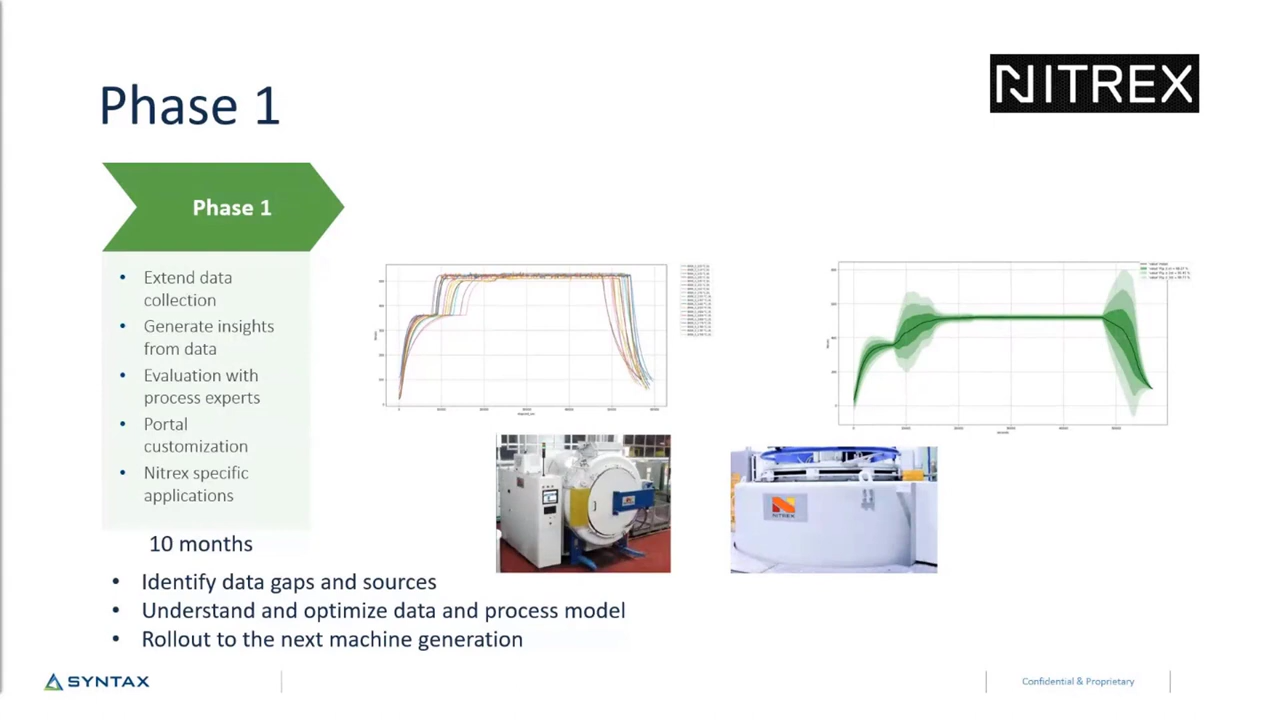 Phase 1
NITREX
Phase 1
• Extend data
collection
• Generate insights
from data
• Evaluation with
process experts
• Portal
customization
• Nitrex specific
applications
10 months
• Identify data gaps and sources
• Understand and optimize data and process model
• Rollout to the next machine generation
NITREX
SYNTAX
Confidential & Proprietary